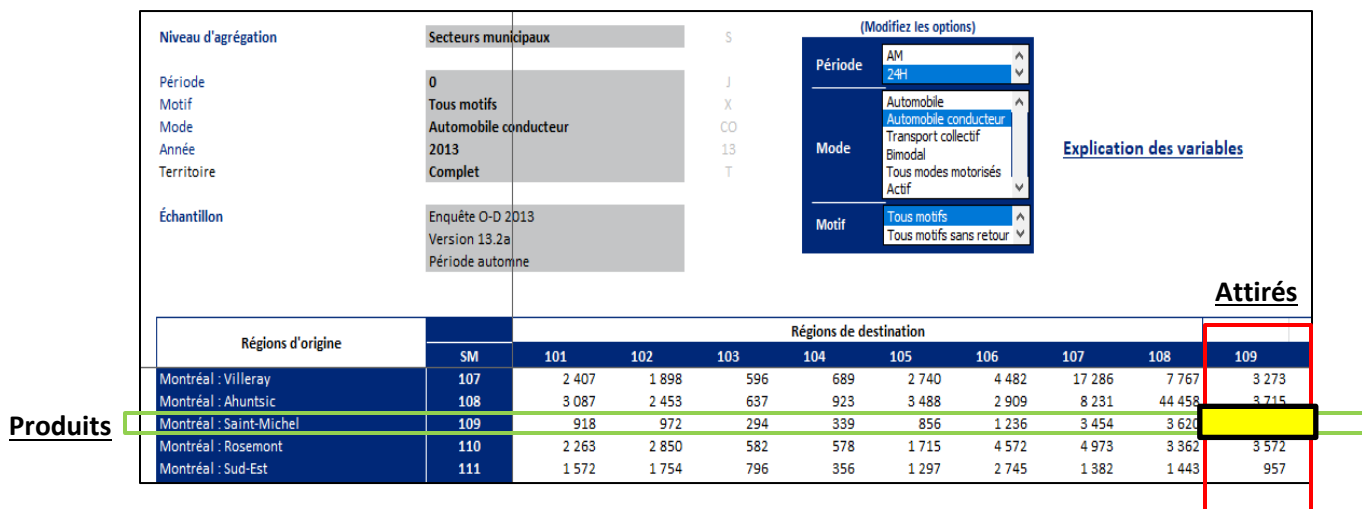 (Modifiez les options)
Niveau d'agrégation Secteurs municipaux S
Période AM
24H
Période 0 J
Motif Tous motifs X
Mode Automobile conducteur CO
Année 2013 13
Territoire Complet T
Mode Automobile
Automobile conducteur
Transport collectif
Bimodal
Tous modes motorisés
Actif
Explication des variables
Échantillon Enquête O-D 2013
Version 13.2a
Période automne
Motif Tous motifs
Tous motifs sans retour
Attirés
Régions d'origine Régions de destination
SM 101 102 103 104 105 106 107 108 109
Montréal : Villeray 107 2 407 1 898 596 689 2 740 4 482 17 286 7 767 3 273
Montréal : Ahuntsic 108 3 087 2 453 637 923 3 488 2 909 8 231 44 458 3 715
Produits Montréal : Saint-Michel 109 918 972 294 339 856 1 236 3 454 3 620
Montréal : Rosemont 110 2 263 2 850 582 578 1 715 4 572 4 973 3 362 3 572
Montréal : Sud-Est 111 1 572 1 754 796 356 1 297 2 745 1 382 1 443 957